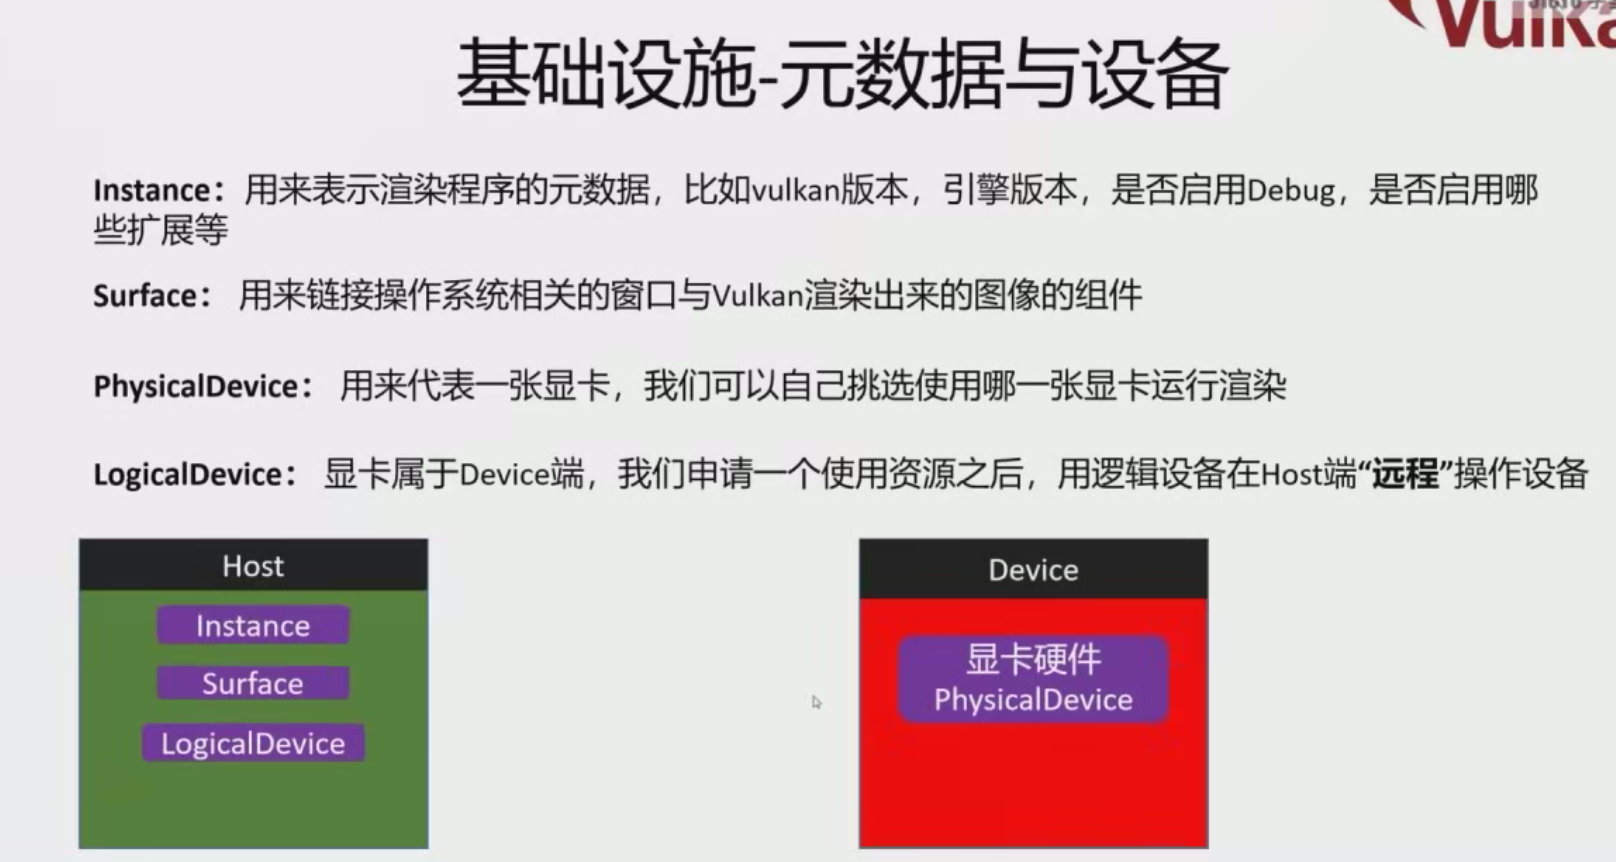 基础设施-元数据与设备
Instance：用来表示渲染程序的元数据，比如vulkan版本，引擎版本，是否启用Debug，是否启用哪
些扩展等
Surface： 用来链接操作系统相关的窗口与Vulkan渲染出来的图像的组件
PhysicalDevice： 用来代表一张显卡，我们可以自己挑选使用哪一张显卡运行渲染
LogicalDevice： 显卡属于Device端，我们申请一个使用资源之后，用逻辑设备在Host端“远程”操作设备
Host
Instance
Surface
LogicalDevice
Device
显卡硬件
PhysicalDevice